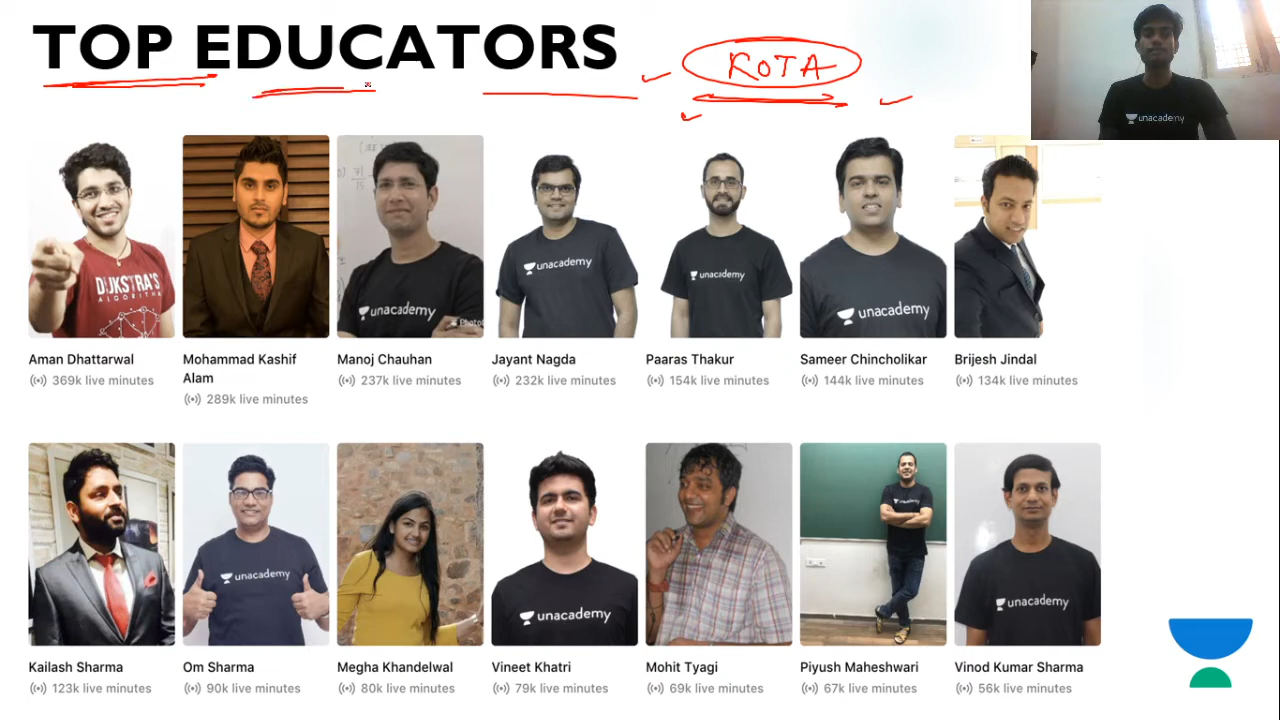 TOP EDUCATORS
KOTA
unacademy
DIJKSTRA'S
ALGORITHM
unacademy
unacademy
unacademy
unacademy
Aman Dhattarwal
369k live minutes
Mohammad Kashif
Alam
289k live minutes
Manoj Chauhan
237k live minutes
Jayant Nagda
232k live minutes
Paaras Thakur
154k live minutes
Sameer Chincholikar
144k live minutes
Brijesh Jindal
134k live minutes
unacademy
unacademy
unacademy
unacademy
Kailash Sharma
123k live minutes
Om Sharma
90k live minutes
Megha Khandelwal
80k live minutes
Vineet Khatri
79k live minutes
Mohit Tyagi
69k live minutes
Piyush Maheshwari
67k live minutes
Vinod Kumar Sharma
56k live minutes